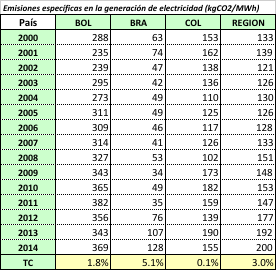 Emisiones específicas en la generación de electricidad (kgCO2/MWh)
País BOL BRA COL REGION
2000 288 63 153 133
2001 235 74 162 139
2002 239 47 138 121
2003 295 42 136 126
2004 273 49 110 130
2005 311 49 125 126
2006 309 46 117 128
2007 314 41 126 133
2008 327 53 102 151
2009 343 34 173 148
2010 365 49 182 153
2011 382 35 159 147
2012 356 76 139 177
2013 343 107 190 192
2014 369 128 155 200
TC 1.8% 5.1% 0.1% 3.0%